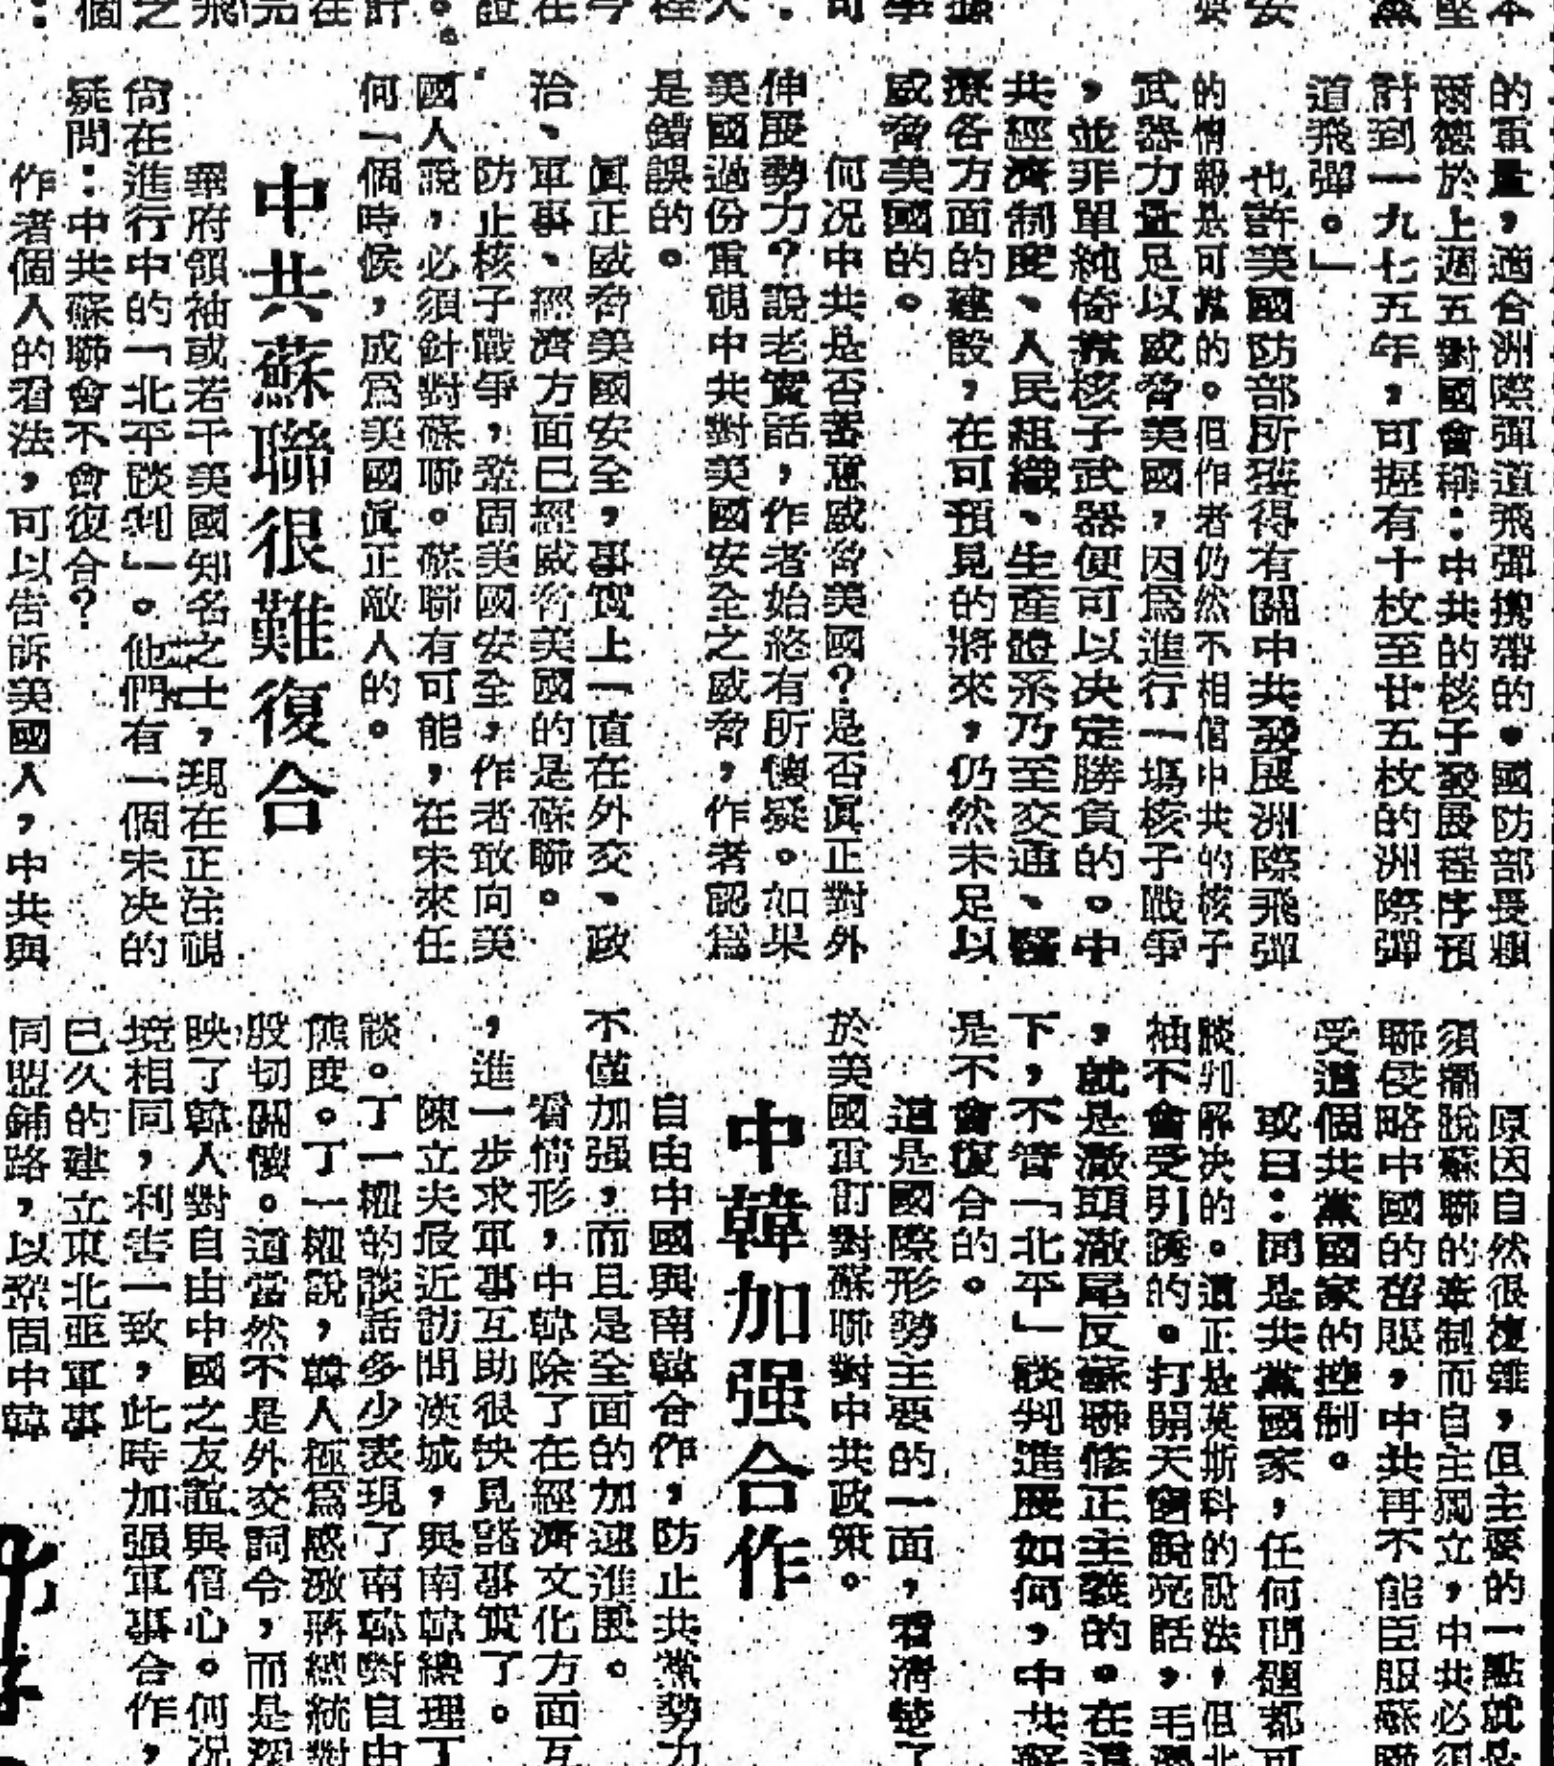 的重量，適合洲際彈道飛彈携帶的。國防部長賴
爾德於上週五對國會稱：中共的核子發展程序預
計到一九七五年，可握有十枚至廿五枚的洲際彈
道飛彈。」
也許美國防部所獲得有關中共發展洲際飛彈
的情報是可靠的。但作者仍然不相信中共的核子
武器力量足以威脅美國，因爲進行一場核子戰爭
，並非單純倚靠核子武器便可以决定勝負的。中
共經濟制度、人民組織、生產體系乃至交通、醫
療各方面的建設，在可預見的將來，仍然未足以
威脅美國的。
何况中共是否蓄意威脅美國？是否眞正對外
伸展勢力？說老實話，作者始終有所懷疑。如果
美國過份重視中共對美國安全之威脅，作者認爲
是錯誤的。
眞正威脅美國安全，事實上一直在外交、政
治、軍事、經濟方面已經威脅美國的是蘇聯。
防止核子戰爭，鞏固美國安全，作者敢向美
國人說，必須針對蘇聯。蘇聯有可能，在未來任
何一個時候，成爲美國眞正敵人的。
中共蘇聯很難復合
華府領袖或若干美國知名之士，現在正注視
尙在進行中的「北平談判」。他們有一個未决的
疑問：中共蘇聯會不會復合？
作者個人的看法，可以告訴美國人，中共與
原因自然很複雜，但主要的一點就是
須擺脫蘇聯的牽制而自主獨立，中共必須
聯侵略中國的舊賬，中共再不能臣服蘇聯
受這個共黨國家的控制。
或曰：同是共黨國家，任何問題都可
談判解决的。這正是莫斯科的說法，但北
袖不會受引誘的。打開天窗說亮話，毛澤
，就是澈頭澈尾反蘇聯修正主義的。在這
下，不管「北平」談判進展如何，中共蘇
是不會復合的。
這是國際形勢主要的一面，看清楚了
於美國重訂對蘇聯對中共政策。
中韓加强合作
自由中國與南韓合作，防止共黨勢力
不僅加强，而且是全面的加速進展。
看情形，中韓除了在經濟文化方面互
，進一步求軍事互助很快見諸事實了。
陳立夫最近訪問漢城，與南韓總理丁
談。丁一權的談話多少表現了南韓對自由
態度。丁一權說，韓人極爲感激蔣總統對
殷切關懷。這當然不是外交詞令，而是深
映了韓人對自由中國之友誼與信心。何况
境相同，利害一致，此時加强軍事合作，
已久的建立東北亞軍事
同盟鋪路，以鞏固中韓